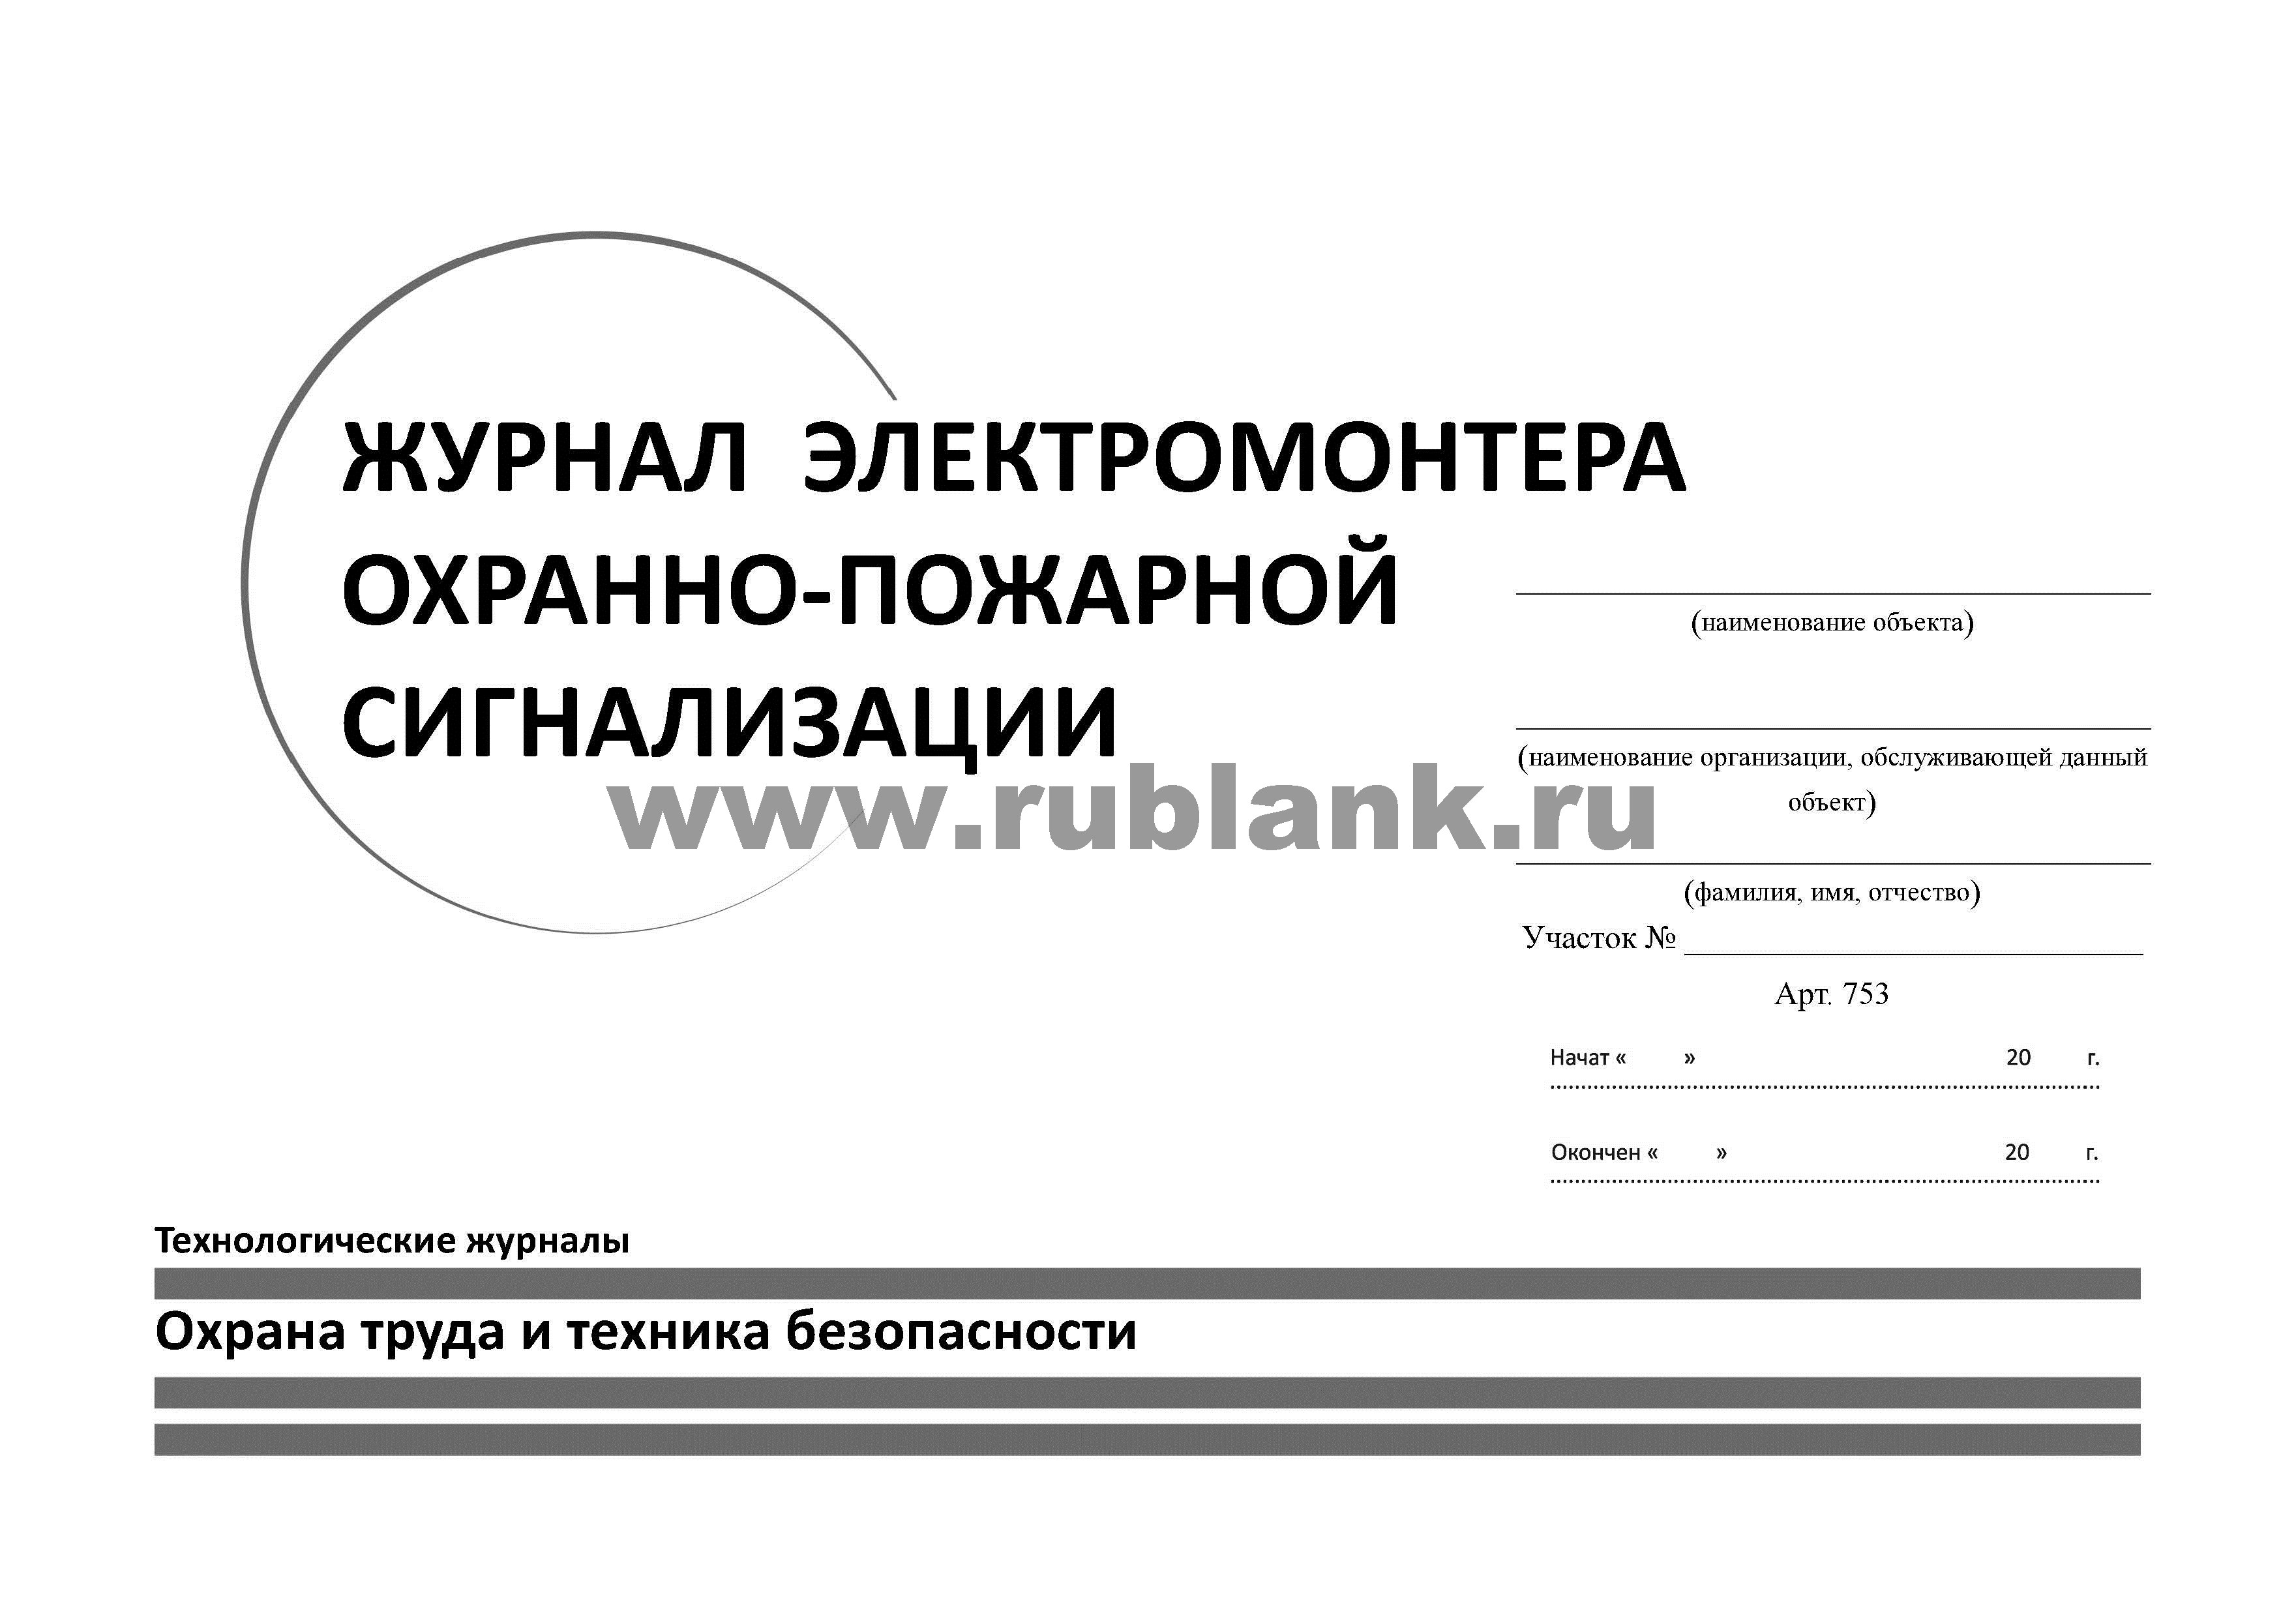 ЖУРНАЛ ЭЛЕКТРОМОНТЕРА
ОХРАННО-ПОЖАРНОЙ
СИГНАЛИЗАЦИИ
www.rublank.ru
(наименование объекта)
(наименование организации, обслуживающей данный
объект)
(фамилия, имя, отчество)
Участок №
Арт. 753
Начат « » 20 г.
Окончен « » 20 г.
Технологические журналы
Охрана труда и техника безопасности